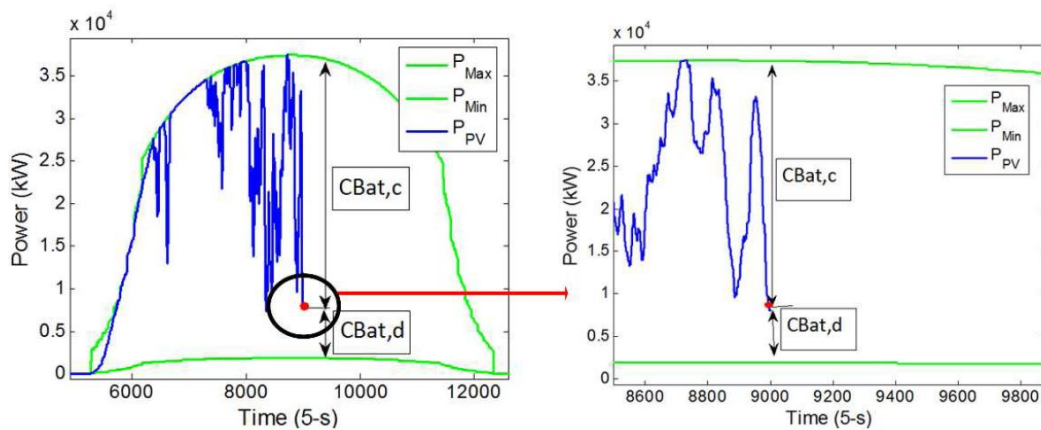 x 10⁴
4
3.5
3
2.5
2
1.5
1
0.5
0
Power (kW)
P_Max
P_Min
P_PV
CBat,c
CBat,d
6000 8000 10000 12000
Time (5-s)
x 10⁴
4
3.5
3
2.5
2
1.5
1
0.5
0
Power (kW)
P_Max
P_Min
P_PV
CBat,c
CBat,d
8600 8800 9000 9200 9400 9600 9800
Time (5-s)